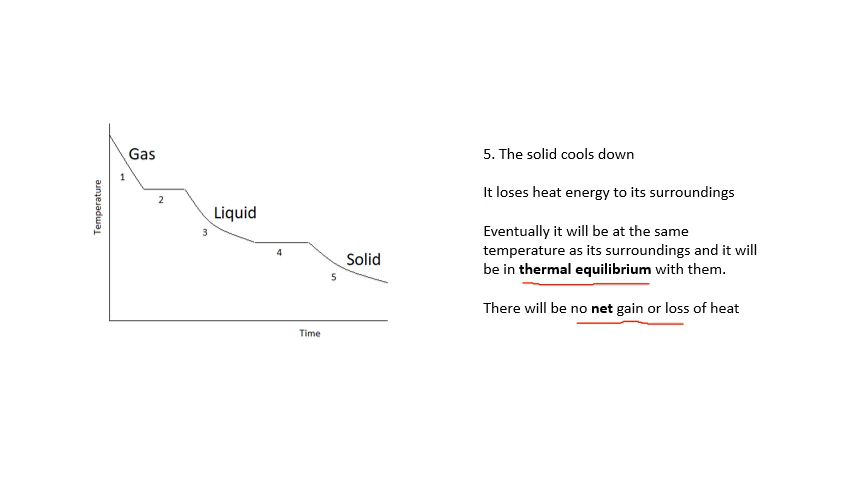 Gas
1
2
Liquid
3
4
Solid
5
Temperature
Time
5. The solid cools down
It loses heat energy to its surroundings
Eventually it will be at the same
temperature as its surroundings and it will
be in thermal equilibrium with them.
There will be no net gain or loss of heat